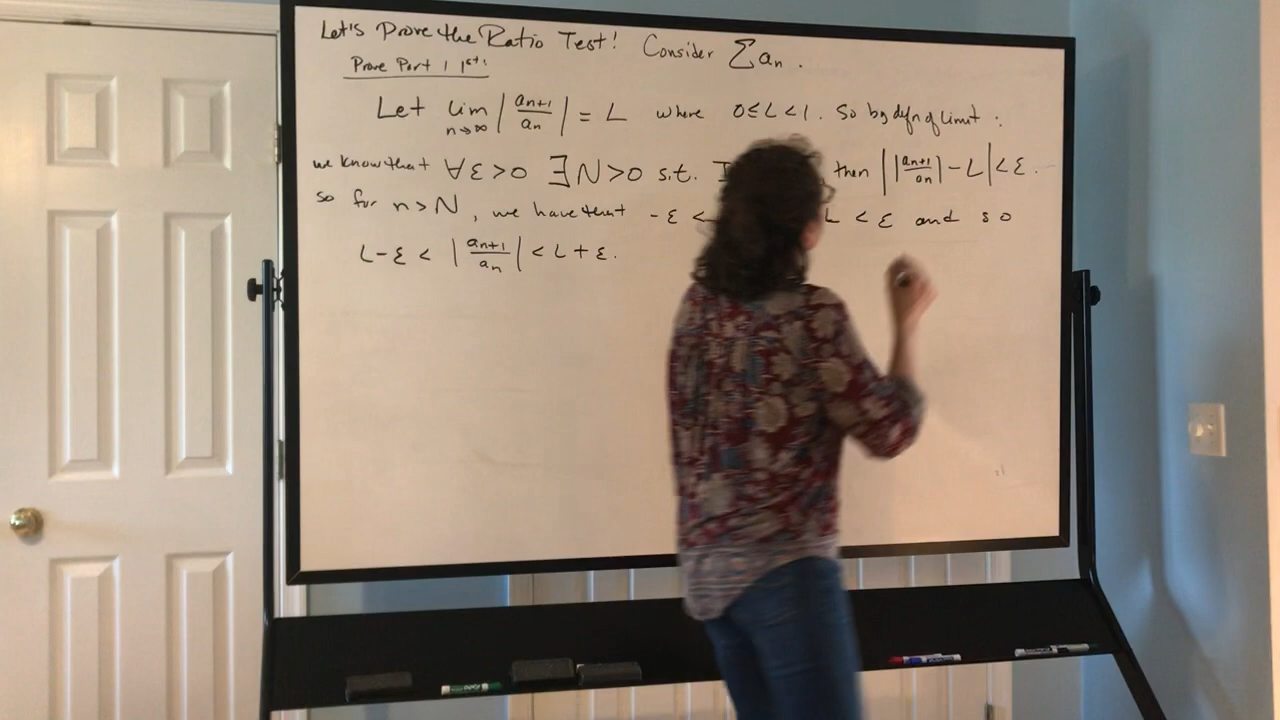 Let's Prove the Ratio Test! Consider ∑aₙ.
Prove Part 1 1st:
Let lim n→∞ |aₙ₊₁/aₙ| = L where 0≤L<1. So by defn of limit:
we know that ∀ε>0 ∃N>0 s.t. I then ||aₙ₊₁/aₙ|-L|<ε.
so for n>N, we have that -ε < L < ε and so
L-ε < |aₙ₊₁/aₙ| < L+ε.